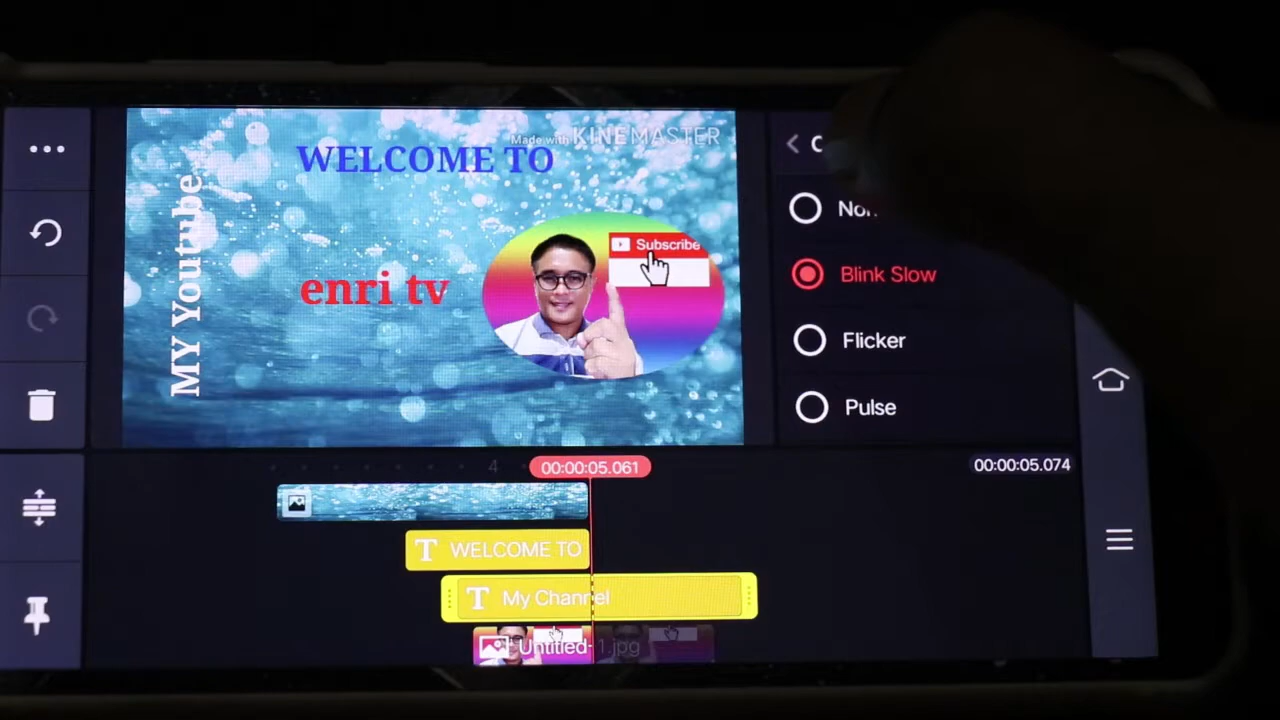 Made with KINEMASTER
WELCOME TO
MY Youtube
Subscribe
enri tv
Blink Slow
Flicker
Pulse
4
00:00:05.061
00:00:05.074
T WELCOME TO
T My Channel
Untitled-1.jpg